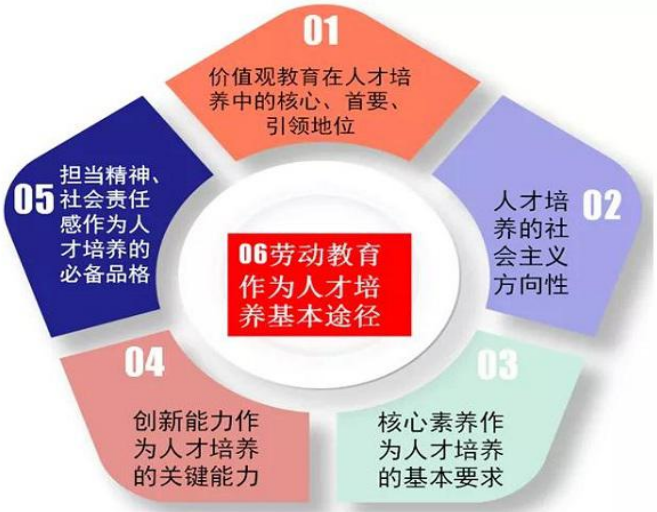 01
价值观教育在人才培
养中的核心、首要、
引领地位
02
人才培
养的社
会主义
方向性
03
核心素养作
为人才培养
的基本要求
04
创新能力作
为人才培养
的关键能力
05
担当精神、
社会责任
感作为人
才培养的
必备品格
06劳动教育
作为人才培
养基本途径